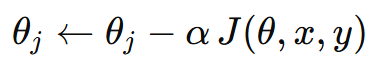 θ_j ← θ_j − α J(θ, x, y)